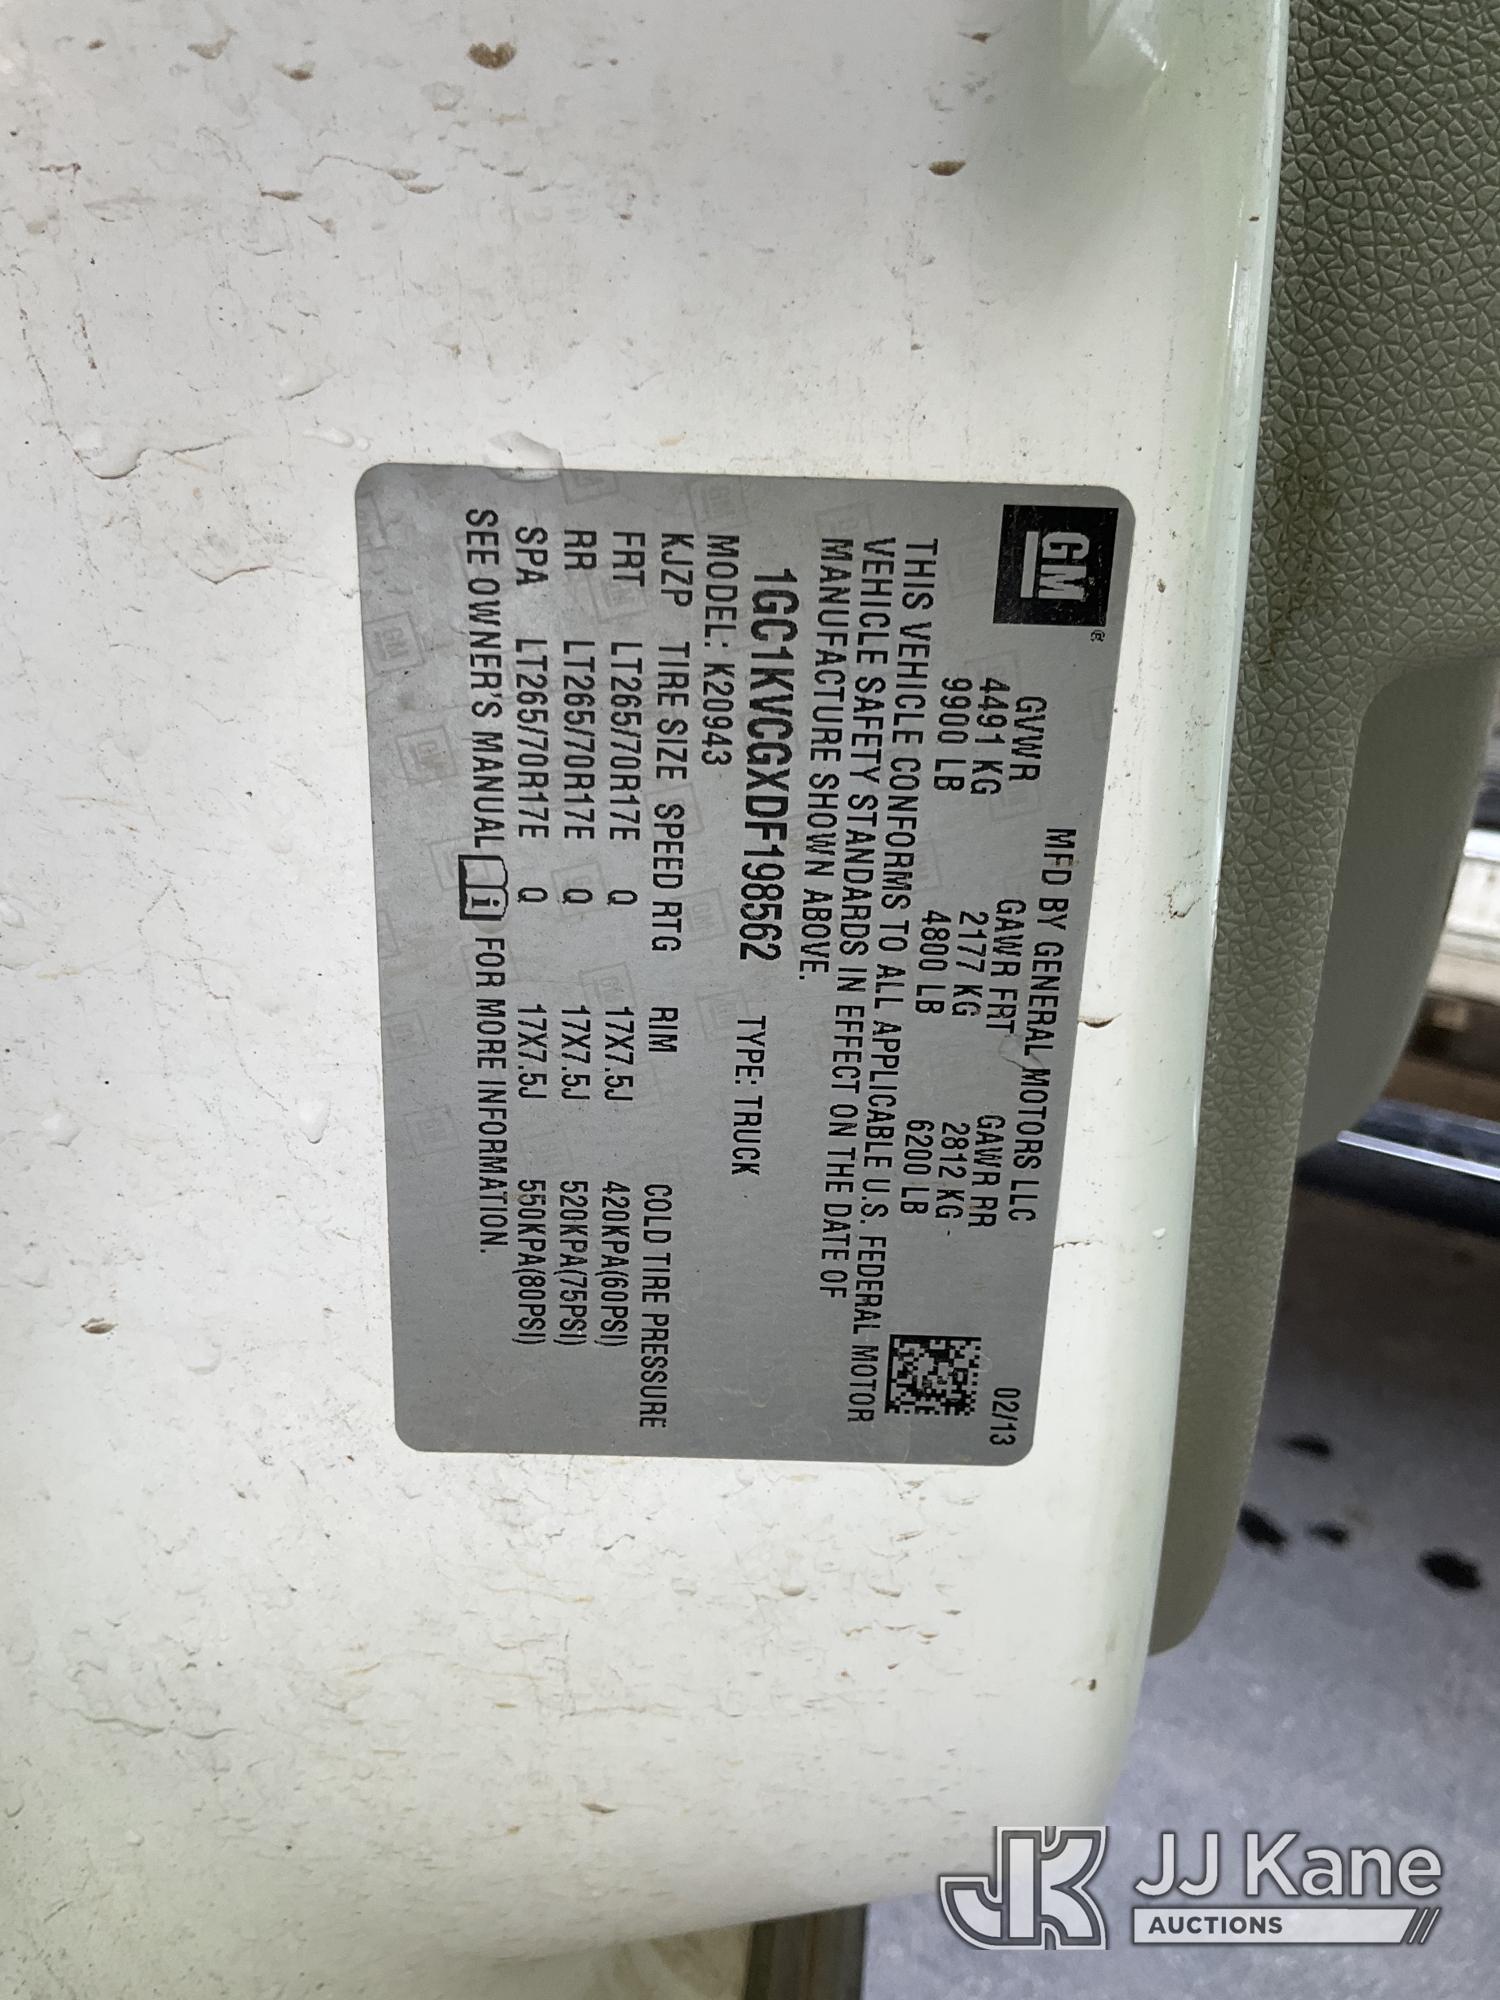 GM®
MFD BY GENERAL MOTORS LLC
02/13
GVWR GAWR FRT GAWR RR
4491 KG 2177 KG 2812 KG
9900 LB 4800 LB 6200 LB
THIS VEHICLE CONFORMS TO ALL APPLICABLE U.S. FEDERAL MOTOR
VEHICLE SAFETY STANDARDS IN EFFECT ON THE DATE OF
MANUFACTURE SHOWN ABOVE.
1GC1KVCGXDF198562 TYPE: TRUCK
MODEL: K20943
KJZP TIRE SIZE SPEED RTG RIM COLD TIRE PRESSURE
FRT LT265/70R17E Q 17X7.5J 420KPA(60PSI)
RR LT265/70R17E Q 17X7.5J 520KPA(75PSI)
SPA LT265/70R17E Q 17X7.5J 550KPA(80PSI)
SEE OWNER'S MANUAL i FOR MORE INFORMATION.
JK JJ Kane
AUCTIONS